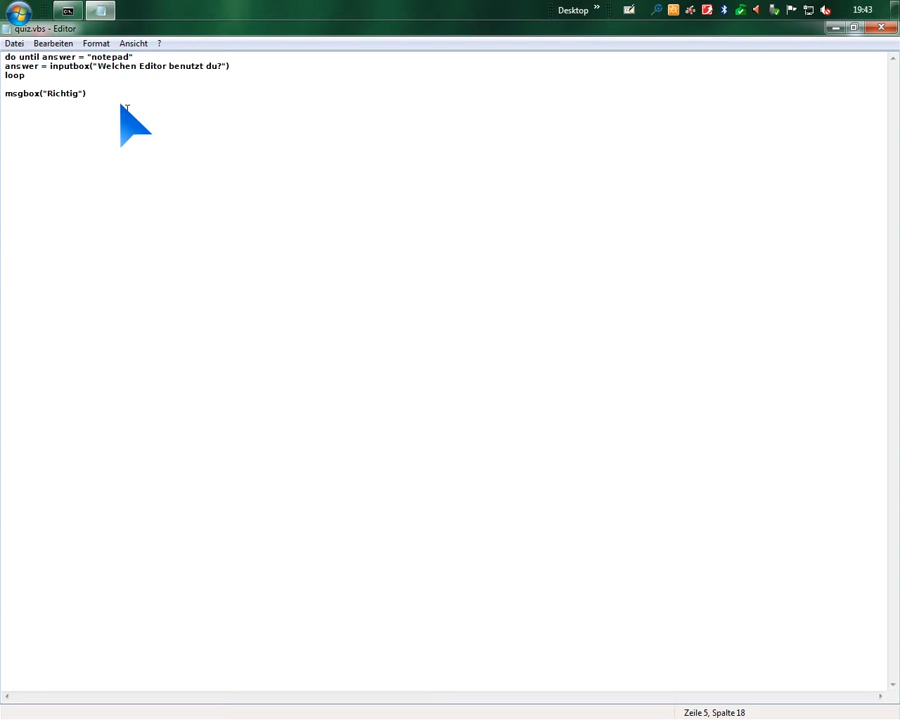 Desktop »
19:43
quiz.vbs - Editor
Datei Bearbeiten Format Ansicht ?
do until answer = "notepad"
answer = inputbox("Welchen Editor benutzt du?")
loop
msgbox("Richtig")
Zeile 5, Spalte 18